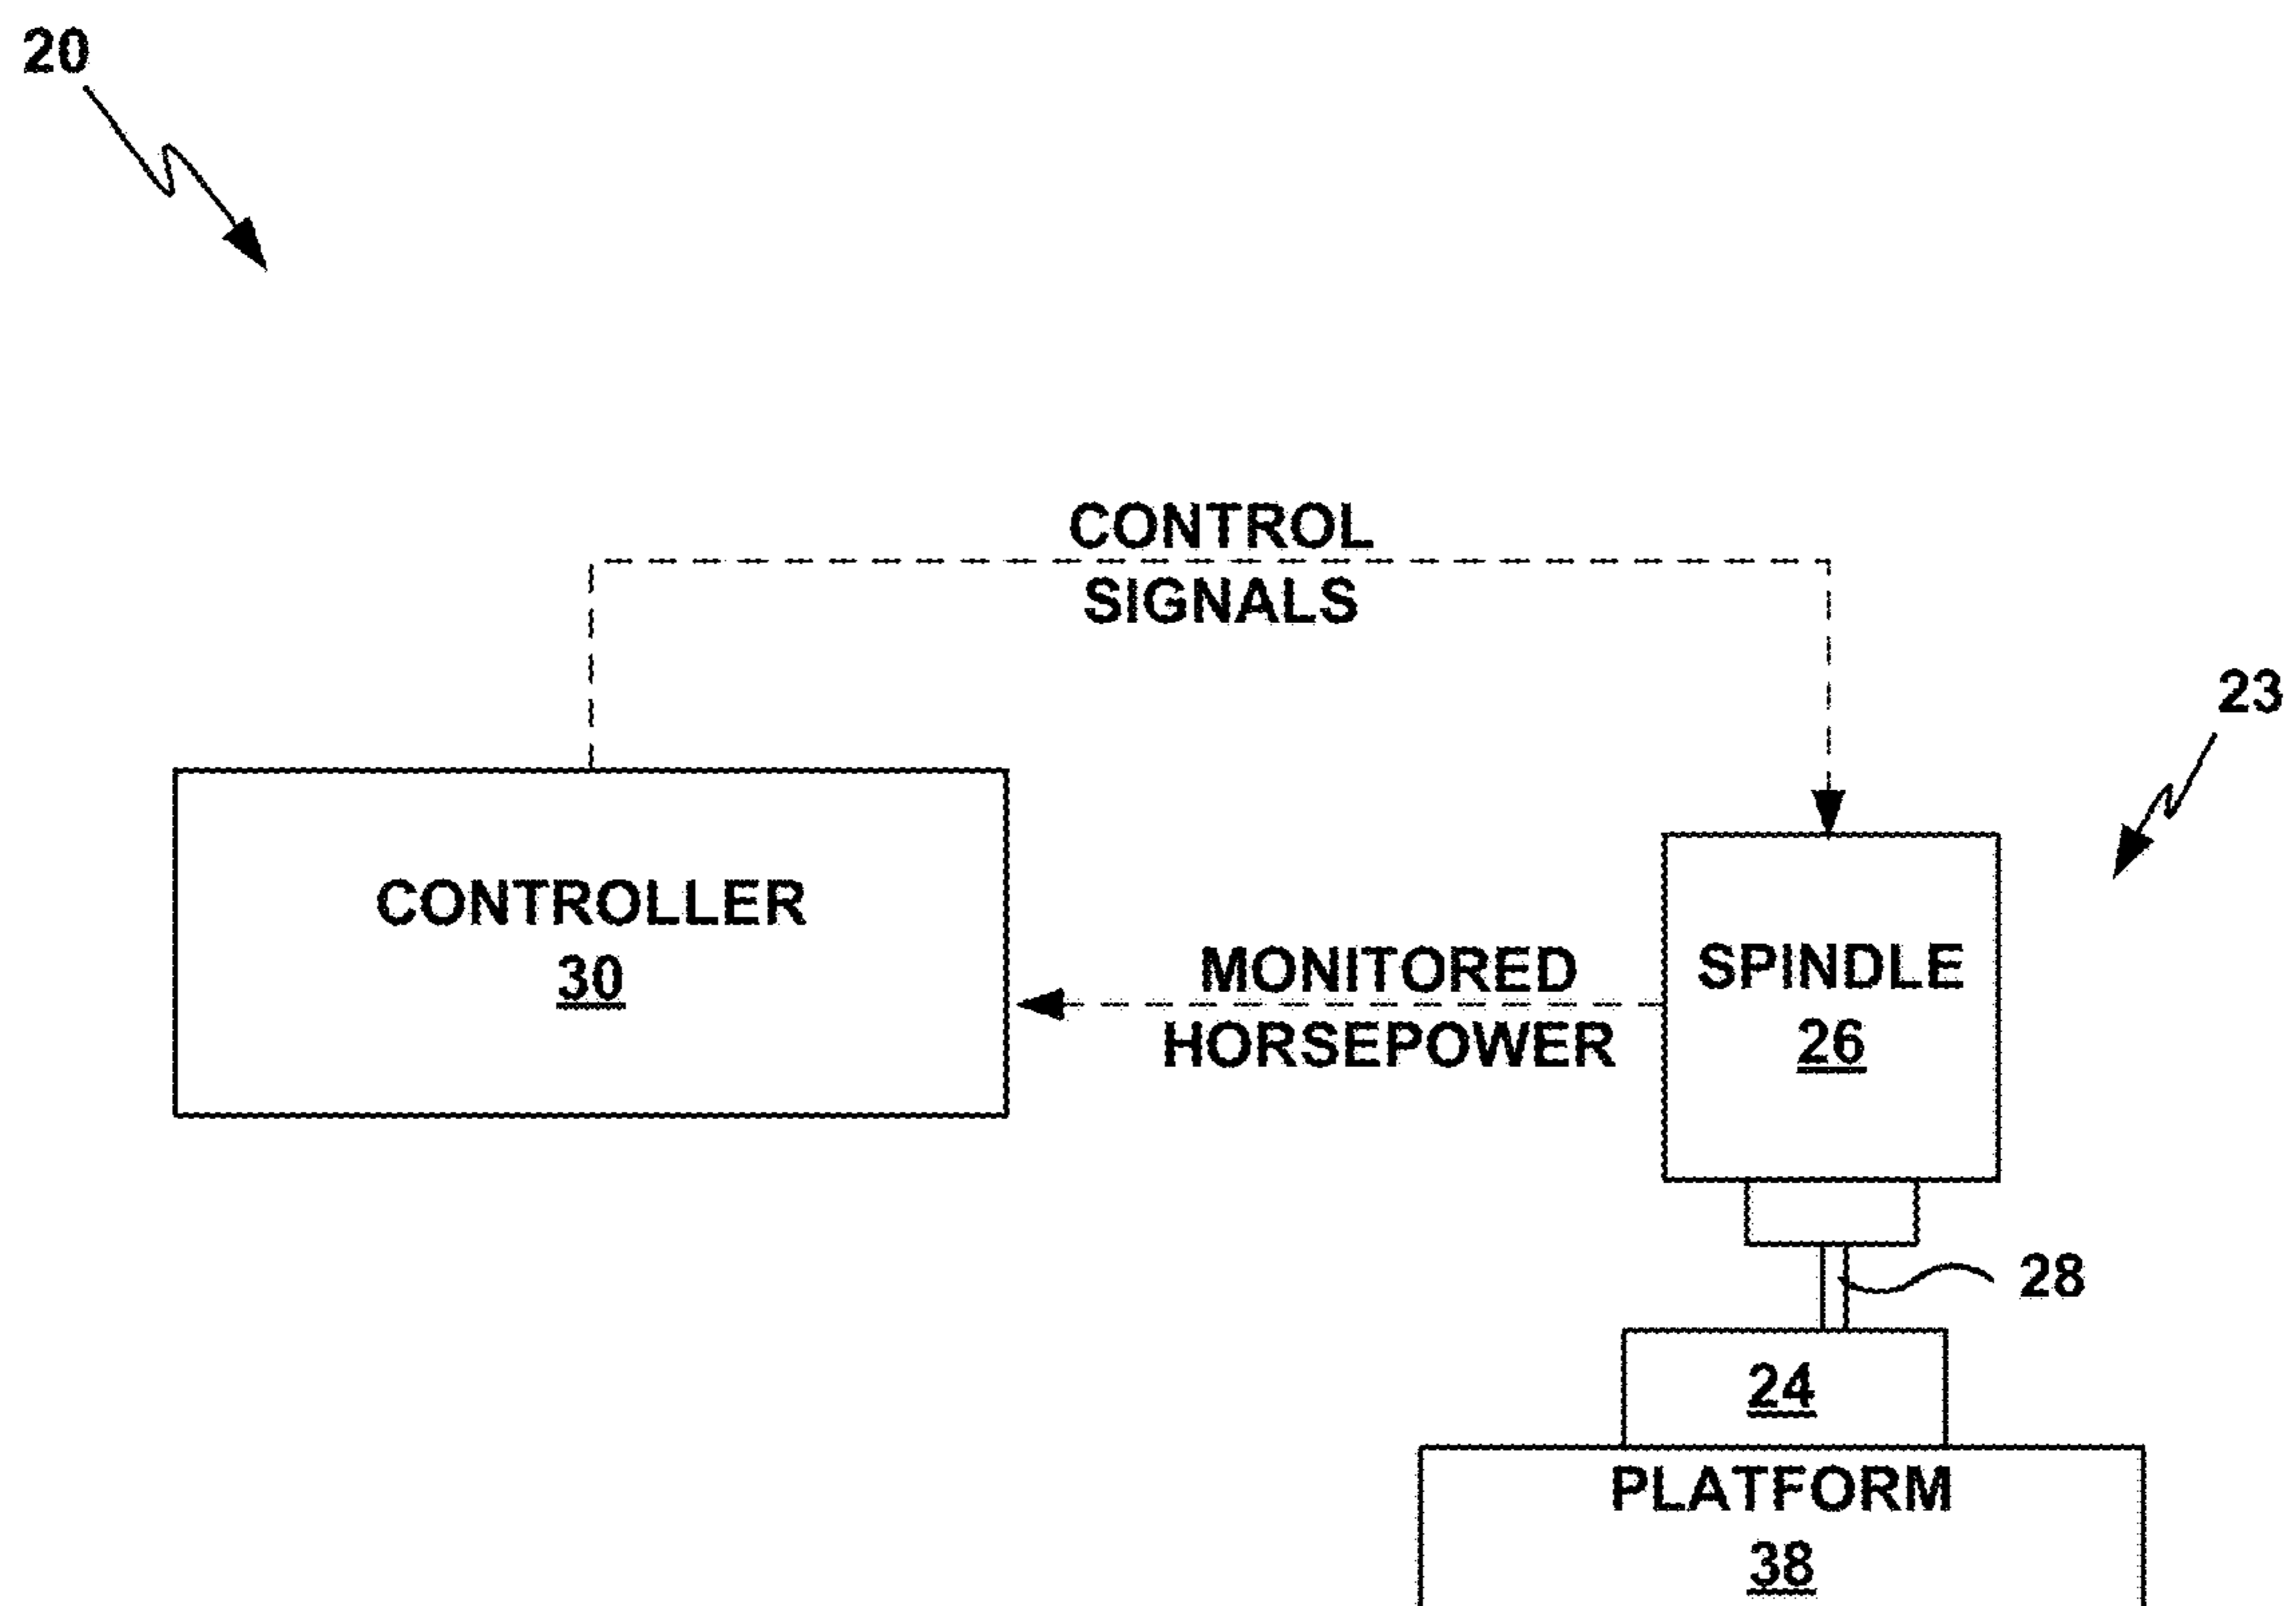 20
CONTROL
SIGNALS
23
CONTROLLER
30
MONITORED
HORSEPOWER
SPINDLE
26
28
24
PLATFORM
38